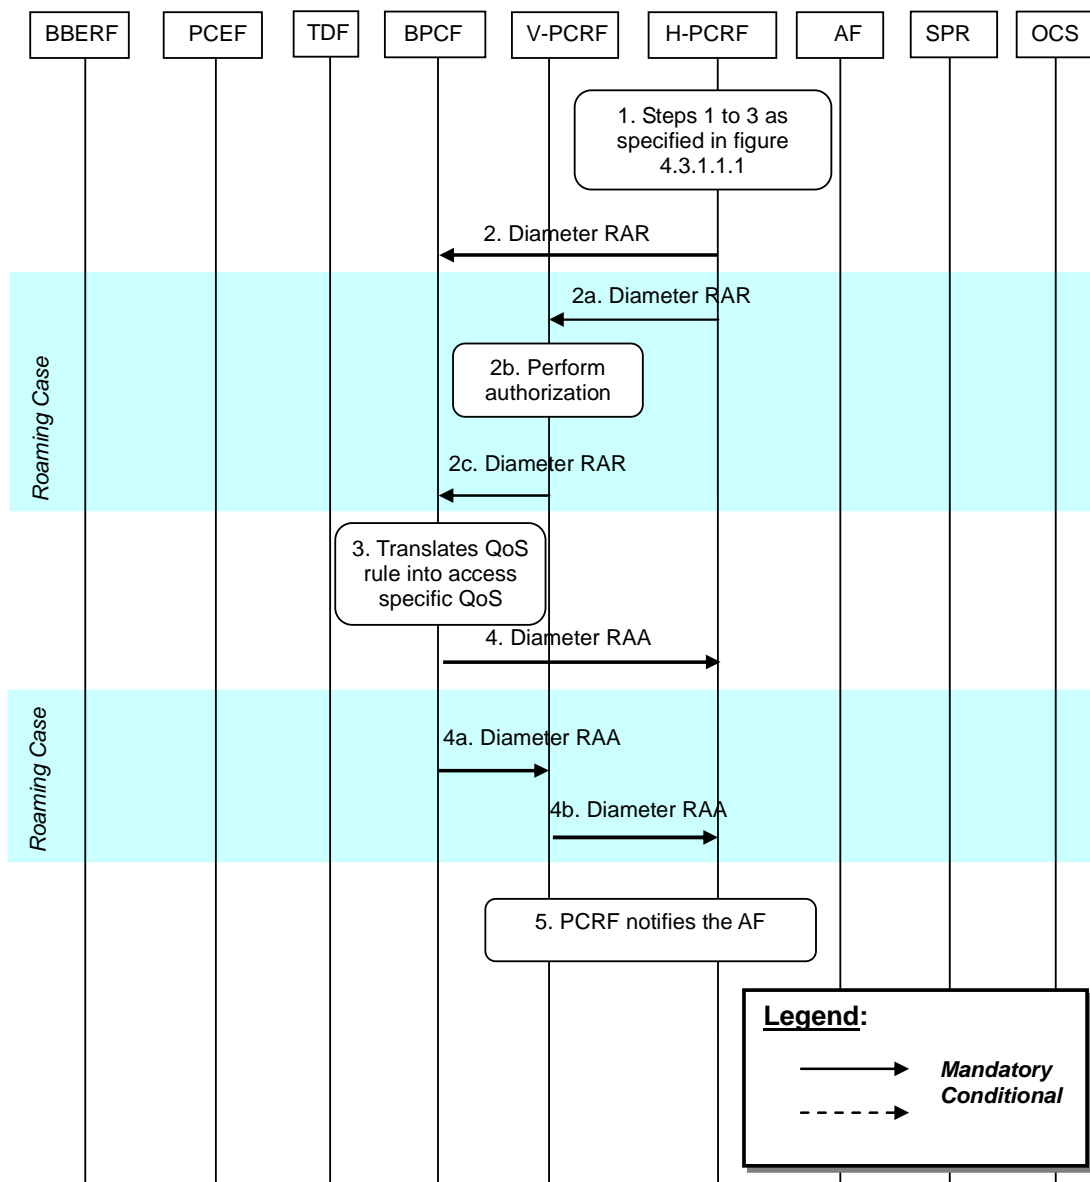 BBERF
PCEF
TDF
BPCF
V-PCRF
H-PCRF
AF
SPR
OCS
1. Steps 1 to 3 as
specified in figure
4.3.1.1.1
2. Diameter RAR
Roaming Case
2a. Diameter RAR
2b. Perform
authorization
2c. Diameter RAR
3. Translates QoS
rule into access
specific QoS
4. Diameter RAA
Roaming Case
4a. Diameter RAA
4b. Diameter RAA
5. PCRF notifies the AF
Legend:
Mandatory
Conditional